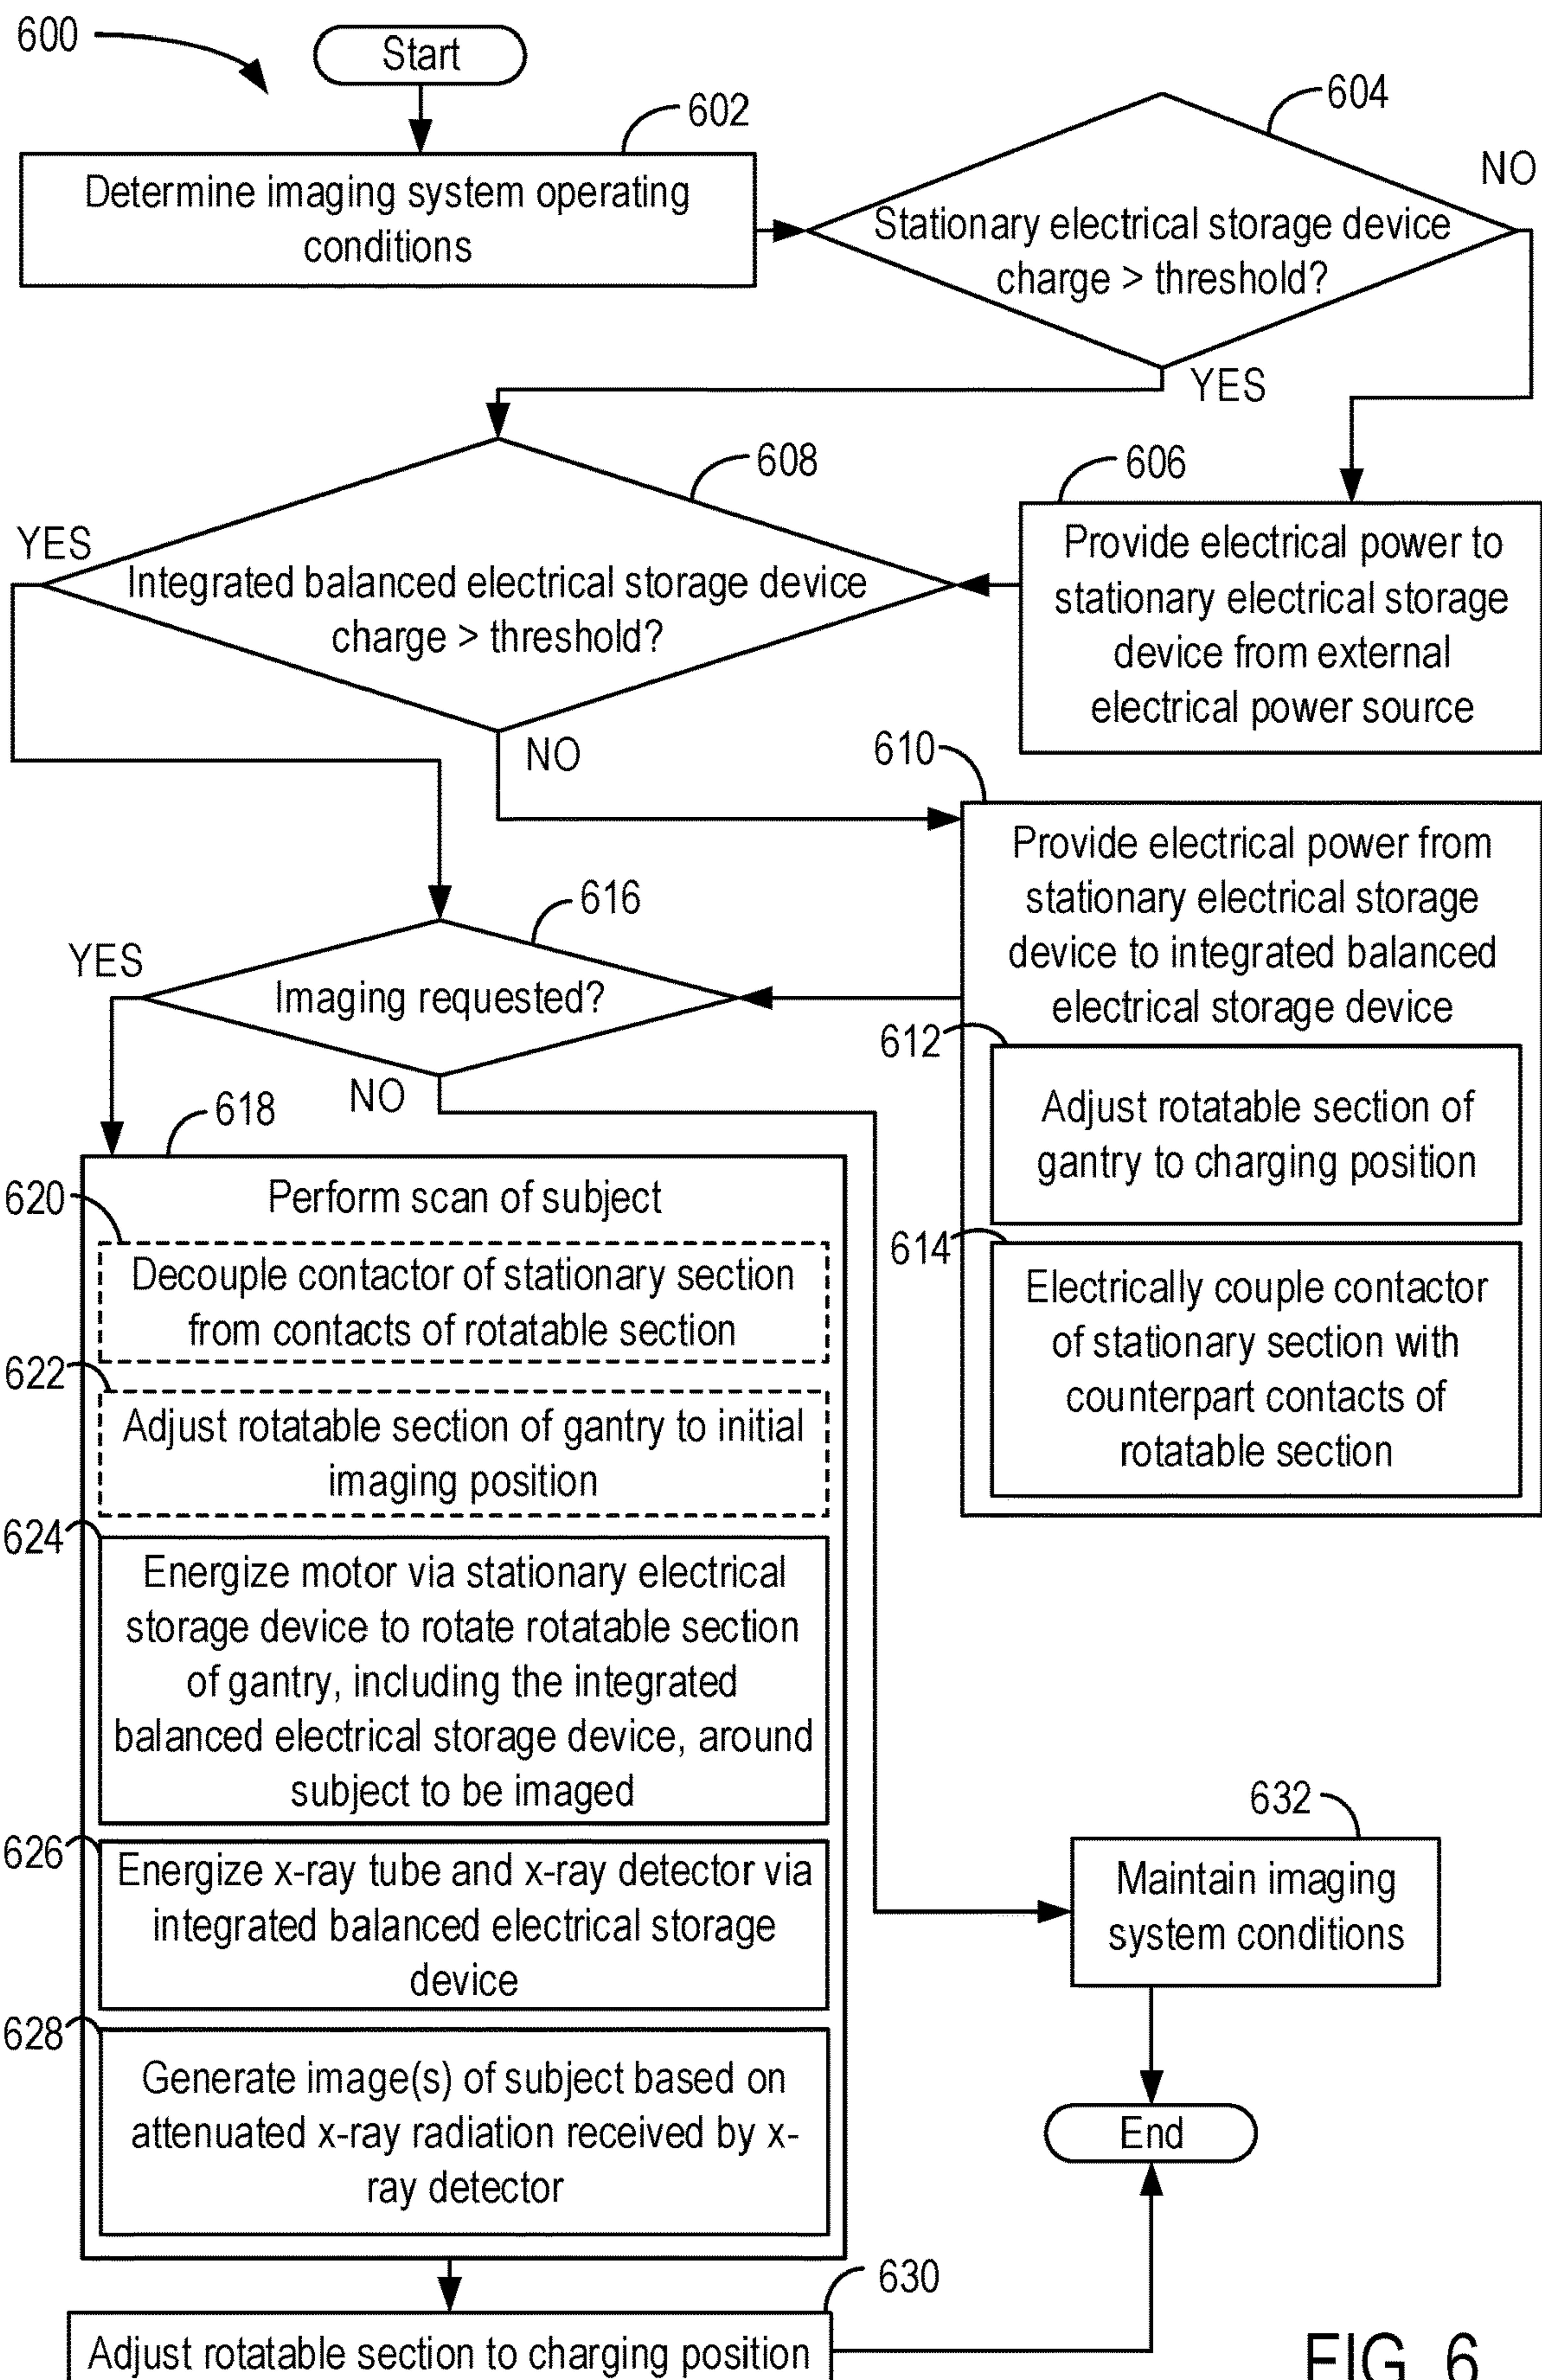 600
Start
602
604
Determine imaging system operating
conditions
NO
Stationary electrical storage device
charge > threshold?
YES
608
606
YES
Integrated balanced electrical storage device
charge > threshold?
Provide electrical power to
stationary electrical storage
device from external
electrical power source
NO
610
Provide electrical power from
stationary electrical storage
device to integrated balanced
electrical storage device
612
Adjust rotatable section of
gantry to charging position
614
Electrically couple contactor
of stationary section with
counterpart contacts of
rotatable section
616
YES
Imaging requested?
NO
618
Perform scan of subject
620
Decouple contactor of stationary section
from contacts of rotatable section
622
Adjust rotatable section of gantry to initial
imaging position
624
Energize motor via stationary electrical
storage device to rotate rotatable section
of gantry, including the integrated
balanced electrical storage device, around
subject to be imaged
626
Energize x-ray tube and x-ray detector via
integrated balanced electrical storage
device
628
Generate image(s) of subject based on
attenuated x-ray radiation received by x-
ray detector
632
Maintain imaging
system conditions
End
630
Adjust rotatable section to charging position
FIG. 6